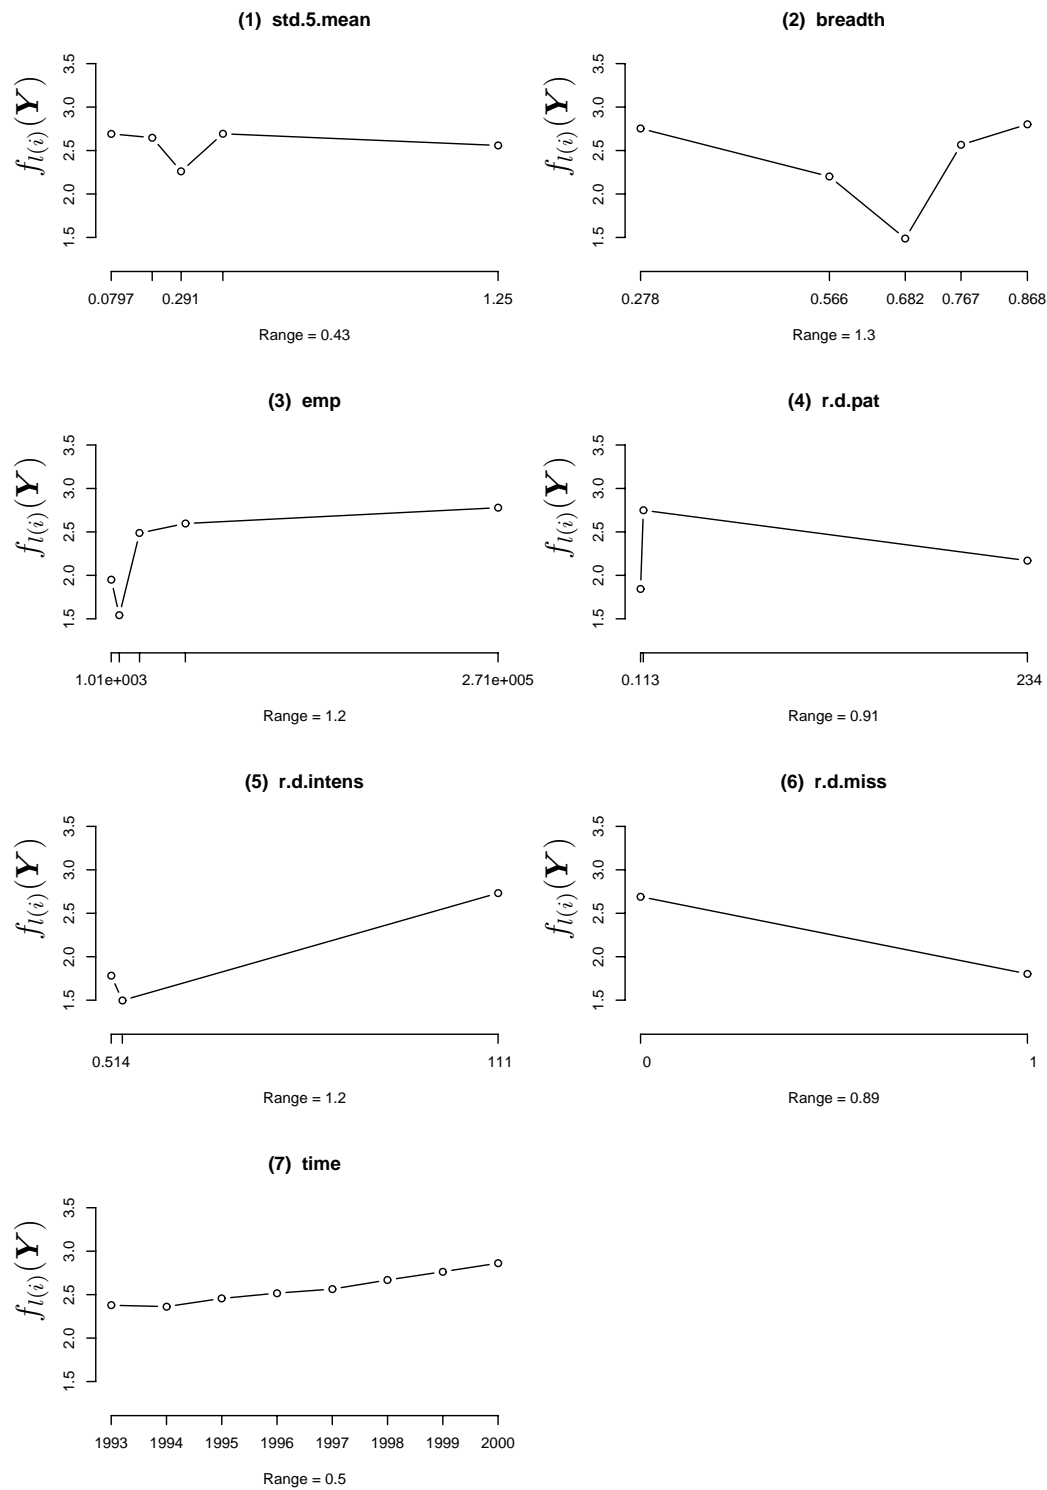 (1) std.5.mean
f_{l(i)}(Y)
1.5 2.0 2.5 3.0 3.5
0.0797 0.291 1.25
Range = 0.43
(2) breadth
f_{l(i)}(Y)
1.5 2.0 2.5 3.0 3.5
0.278 0.566 0.682 0.767 0.868
Range = 1.3
(3) emp
f_{l(i)}(Y)
1.5 2.0 2.5 3.0 3.5
1.01e+003 2.71e+005
Range = 1.2
(4) r.d.pat
f_{l(i)}(Y)
1.5 2.0 2.5 3.0 3.5
0.113 234
Range = 0.91
(5) r.d.intens
f_{l(i)}(Y)
1.5 2.0 2.5 3.0 3.5
0.514 111
Range = 1.2
(6) r.d.miss
f_{l(i)}(Y)
1.5 2.0 2.5 3.0 3.5
0 1
Range = 0.89
(7) time
f_{l(i)}(Y)
1.5 2.0 2.5 3.0 3.5
1993 1994 1995 1996 1997 1998 1999 2000
Range = 0.5